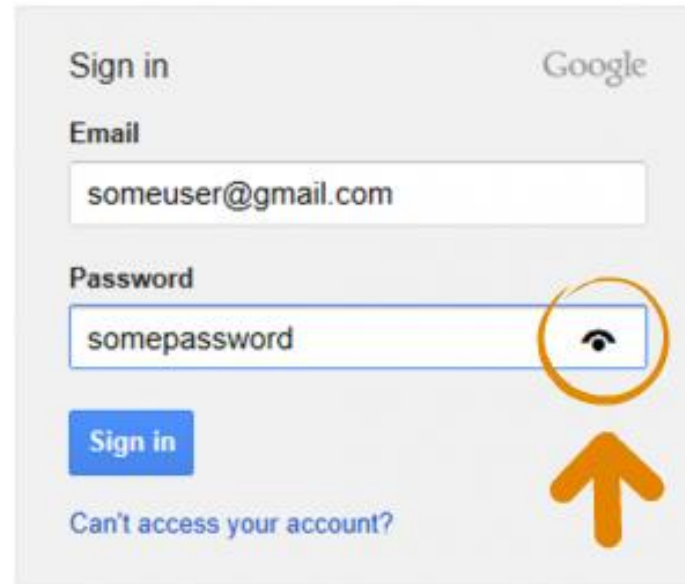 Sign in Google
Email
someuser@gmail.com
Password
somepassword
Sign in
Can't access your account?